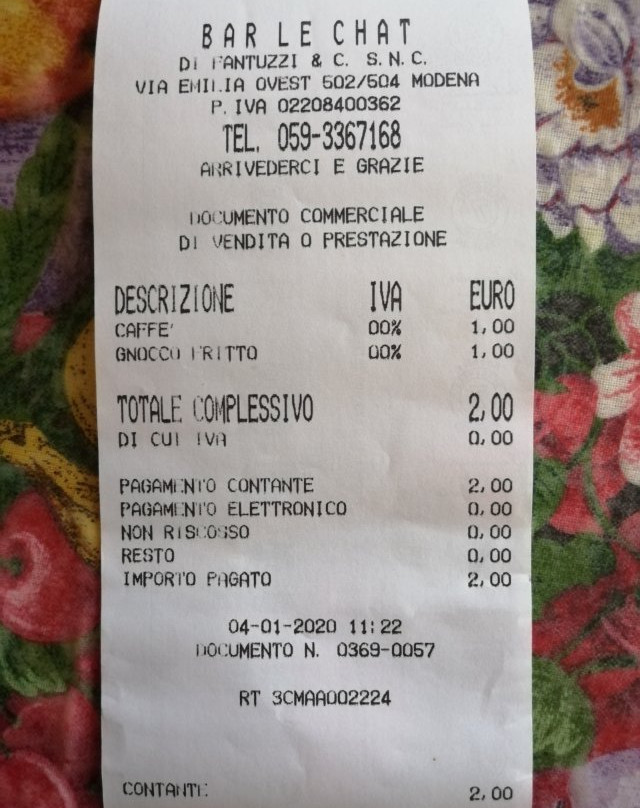 BAR LE CHAT
DI FANTUZZI & C. S.N.C.
VIA EMILIA OVEST 502/504 MODENA
P. IVA 02208400362
TEL. 059-3367168
ARRIVEDERCI E GRAZIE
DOCUMENTO COMMERCIALE
DI VENDITA O PRESTAZIONE
DESCRIZIONE IVA EURO
CAFFE' 00% 1,00
GNOCCO FRITTO 00% 1,00
TOTALE COMPLESSIVO 2,00
DI CUI IVA 0,00
PAGAMENTO CONTANTE 2,00
PAGAMENTO ELETTRONICO 0,00
NON RISCOSSO 0,00
RESTO 0,00
IMPORTO PAGATO 2,00
04-01-2020 11:22
DOCUMENTO N. 0369-0057
RT 3CMAA002224
CONTANTE 2,00